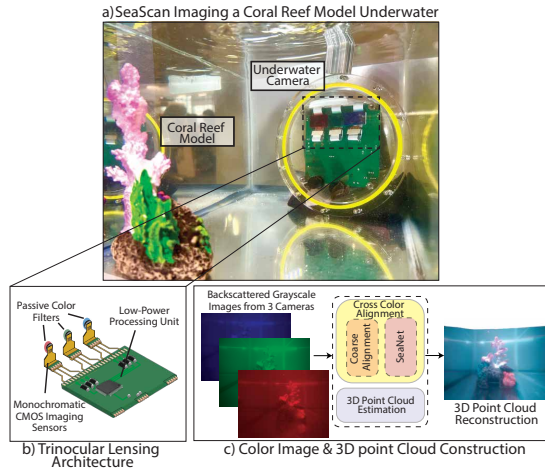 a) SeaScan Imaging a Coral Reef Model Underwater
Underwater
Camera
Coral Reef
Model
Passive Color
Filters
Low-Power
Processing Unit
Monochromatic
CMOS Imaging
Sensors
b) Trinocular Lensing
Architecture
Backscattered Grayscale
Images from 3 Cameras
Cross Color
Alignment
Coarse
Alignment
SeaNet
3D Point Cloud
Estimation
3D Point Cloud
Reconstruction
c) Color Image & 3D point Cloud Construction